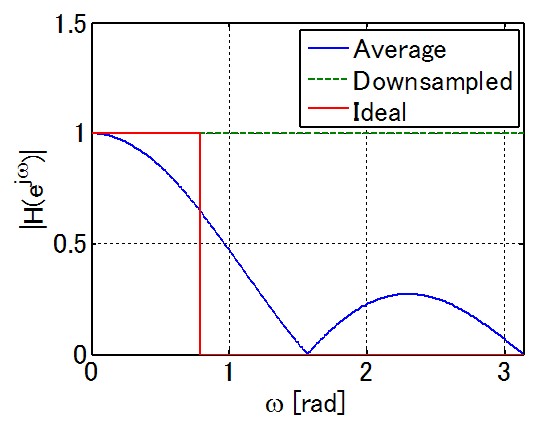 1.5
Average
Downsampled
Ideal
1
|H(e^jω)|
0.5
0
0
1
2
3
ω [rad]